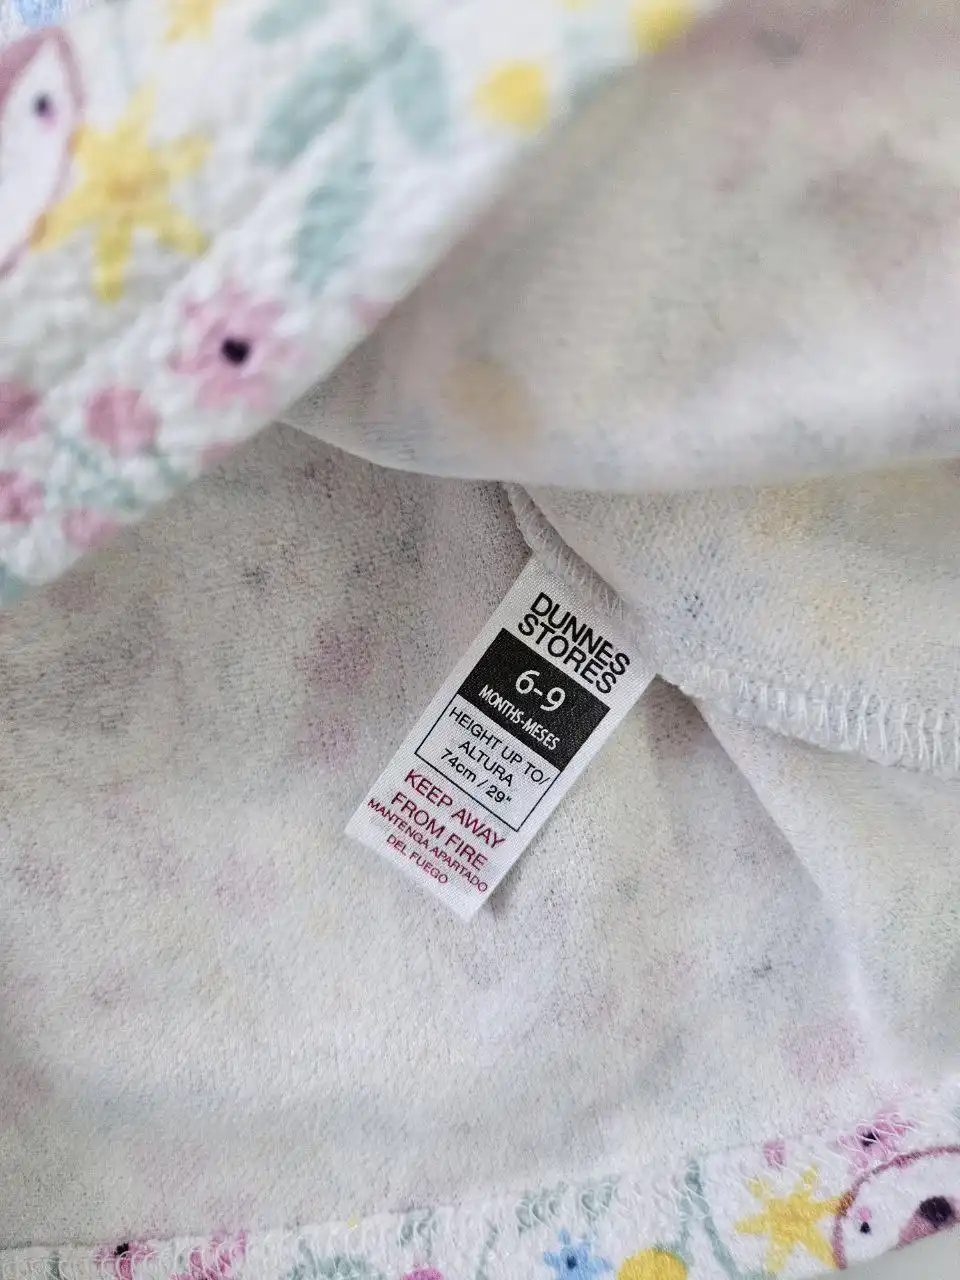 DUNNES
STORES
6-9
MONTHS-MESES
HEIGHT UP TO/
ALTURA
74cm / 29"
KEEP AWAY
FROM FIRE
MANTENGA APARTADO
DEL FUEGO